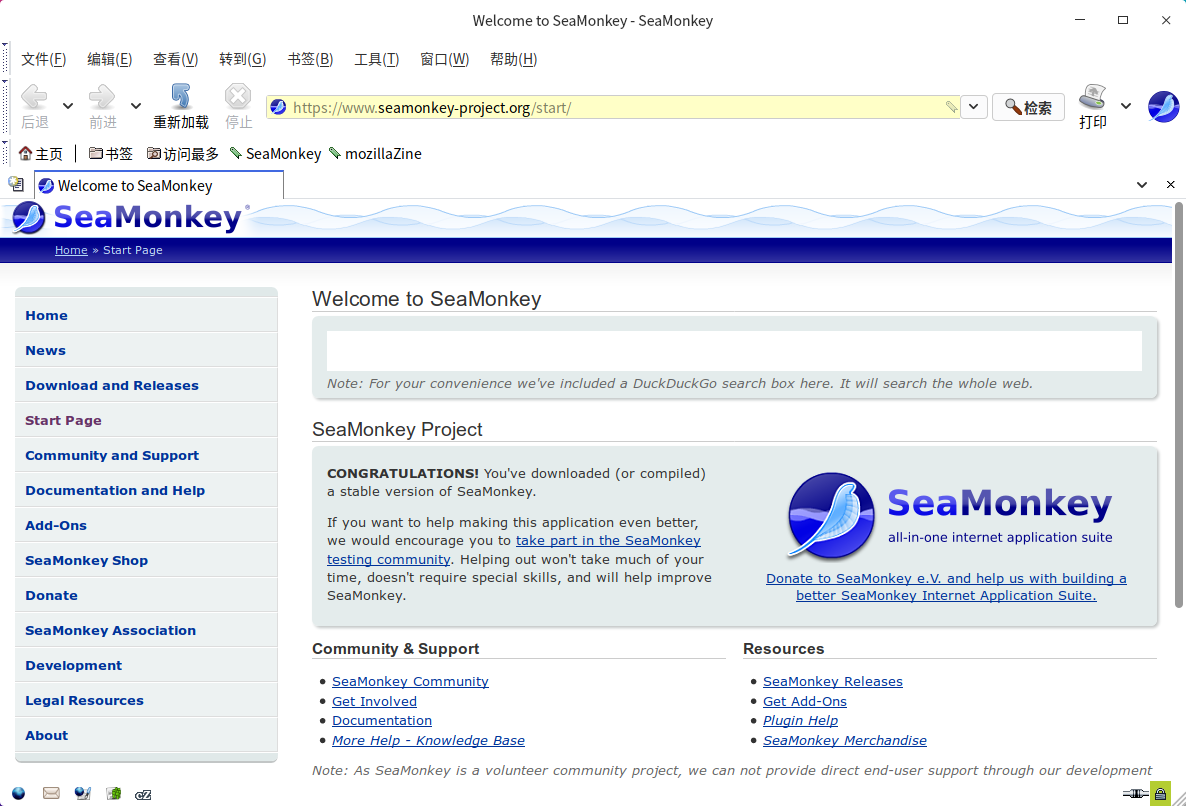 Welcome to SeaMonkey - SeaMonkey
文件(F) 编辑(E) 查看(V) 转到(G) 书签(B) 工具(T) 窗口(W) 帮助(H)
后退 前进 重新加载 停止 https://www.seamonkey-project.org/start/ 检索 打印
主页 书签 访问最多 SeaMonkey mozillaZine
Welcome to SeaMonkey
SeaMonkey®
Home » Start Page
Home
News
Download and Releases
Start Page
Community and Support
Documentation and Help
Add-Ons
SeaMonkey Shop
Donate
SeaMonkey Association
Development
Legal Resources
About
Welcome to SeaMonkey
Note: For your convenience we've included a DuckDuckGo search box here. It will search the whole web.
SeaMonkey Project
CONGRATULATIONS! You've downloaded (or compiled)
a stable version of SeaMonkey.
If you want to help making this application even better,
we would encourage you to take part in the SeaMonkey
testing community. Helping out won't take much of your
time, doesn't require special skills, and will help improve
SeaMonkey.
SeaMonkey
all-in-one internet application suite
Donate to SeaMonkey e.V. and help us with building a
better SeaMonkey Internet Application Suite.
Community & Support
SeaMonkey Community
Get Involved
Documentation
More Help - Knowledge Base
Resources
SeaMonkey Releases
Get Add-Ons
Plugin Help
SeaMonkey Merchandise
Note: As SeaMonkey is a volunteer community project, we can not provide direct end-user support through our development
cZ